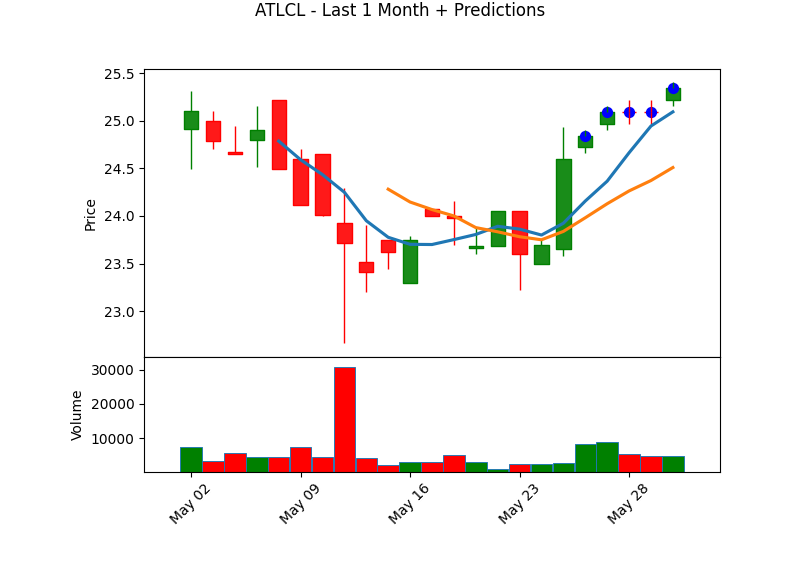 ATLCL - Last 1 Month + Predictions
25.5
25.0
24.5
24.0
23.5
23.0
Price
30000
20000
10000
Volume
May 02
May 09
May 16
May 23
May 28